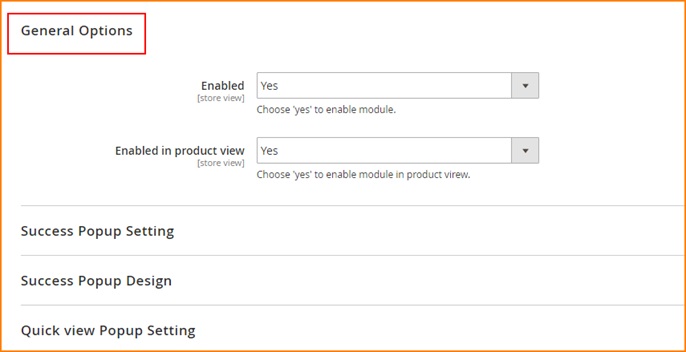 General Options
Enabled
Yes
[store view]
Choose 'yes' to enable module.
Enabled in product view
Yes
[store view]
Choose 'yes' to enable module in product virew.
Success Popup Setting
Success Popup Design
Quick view Popup Setting